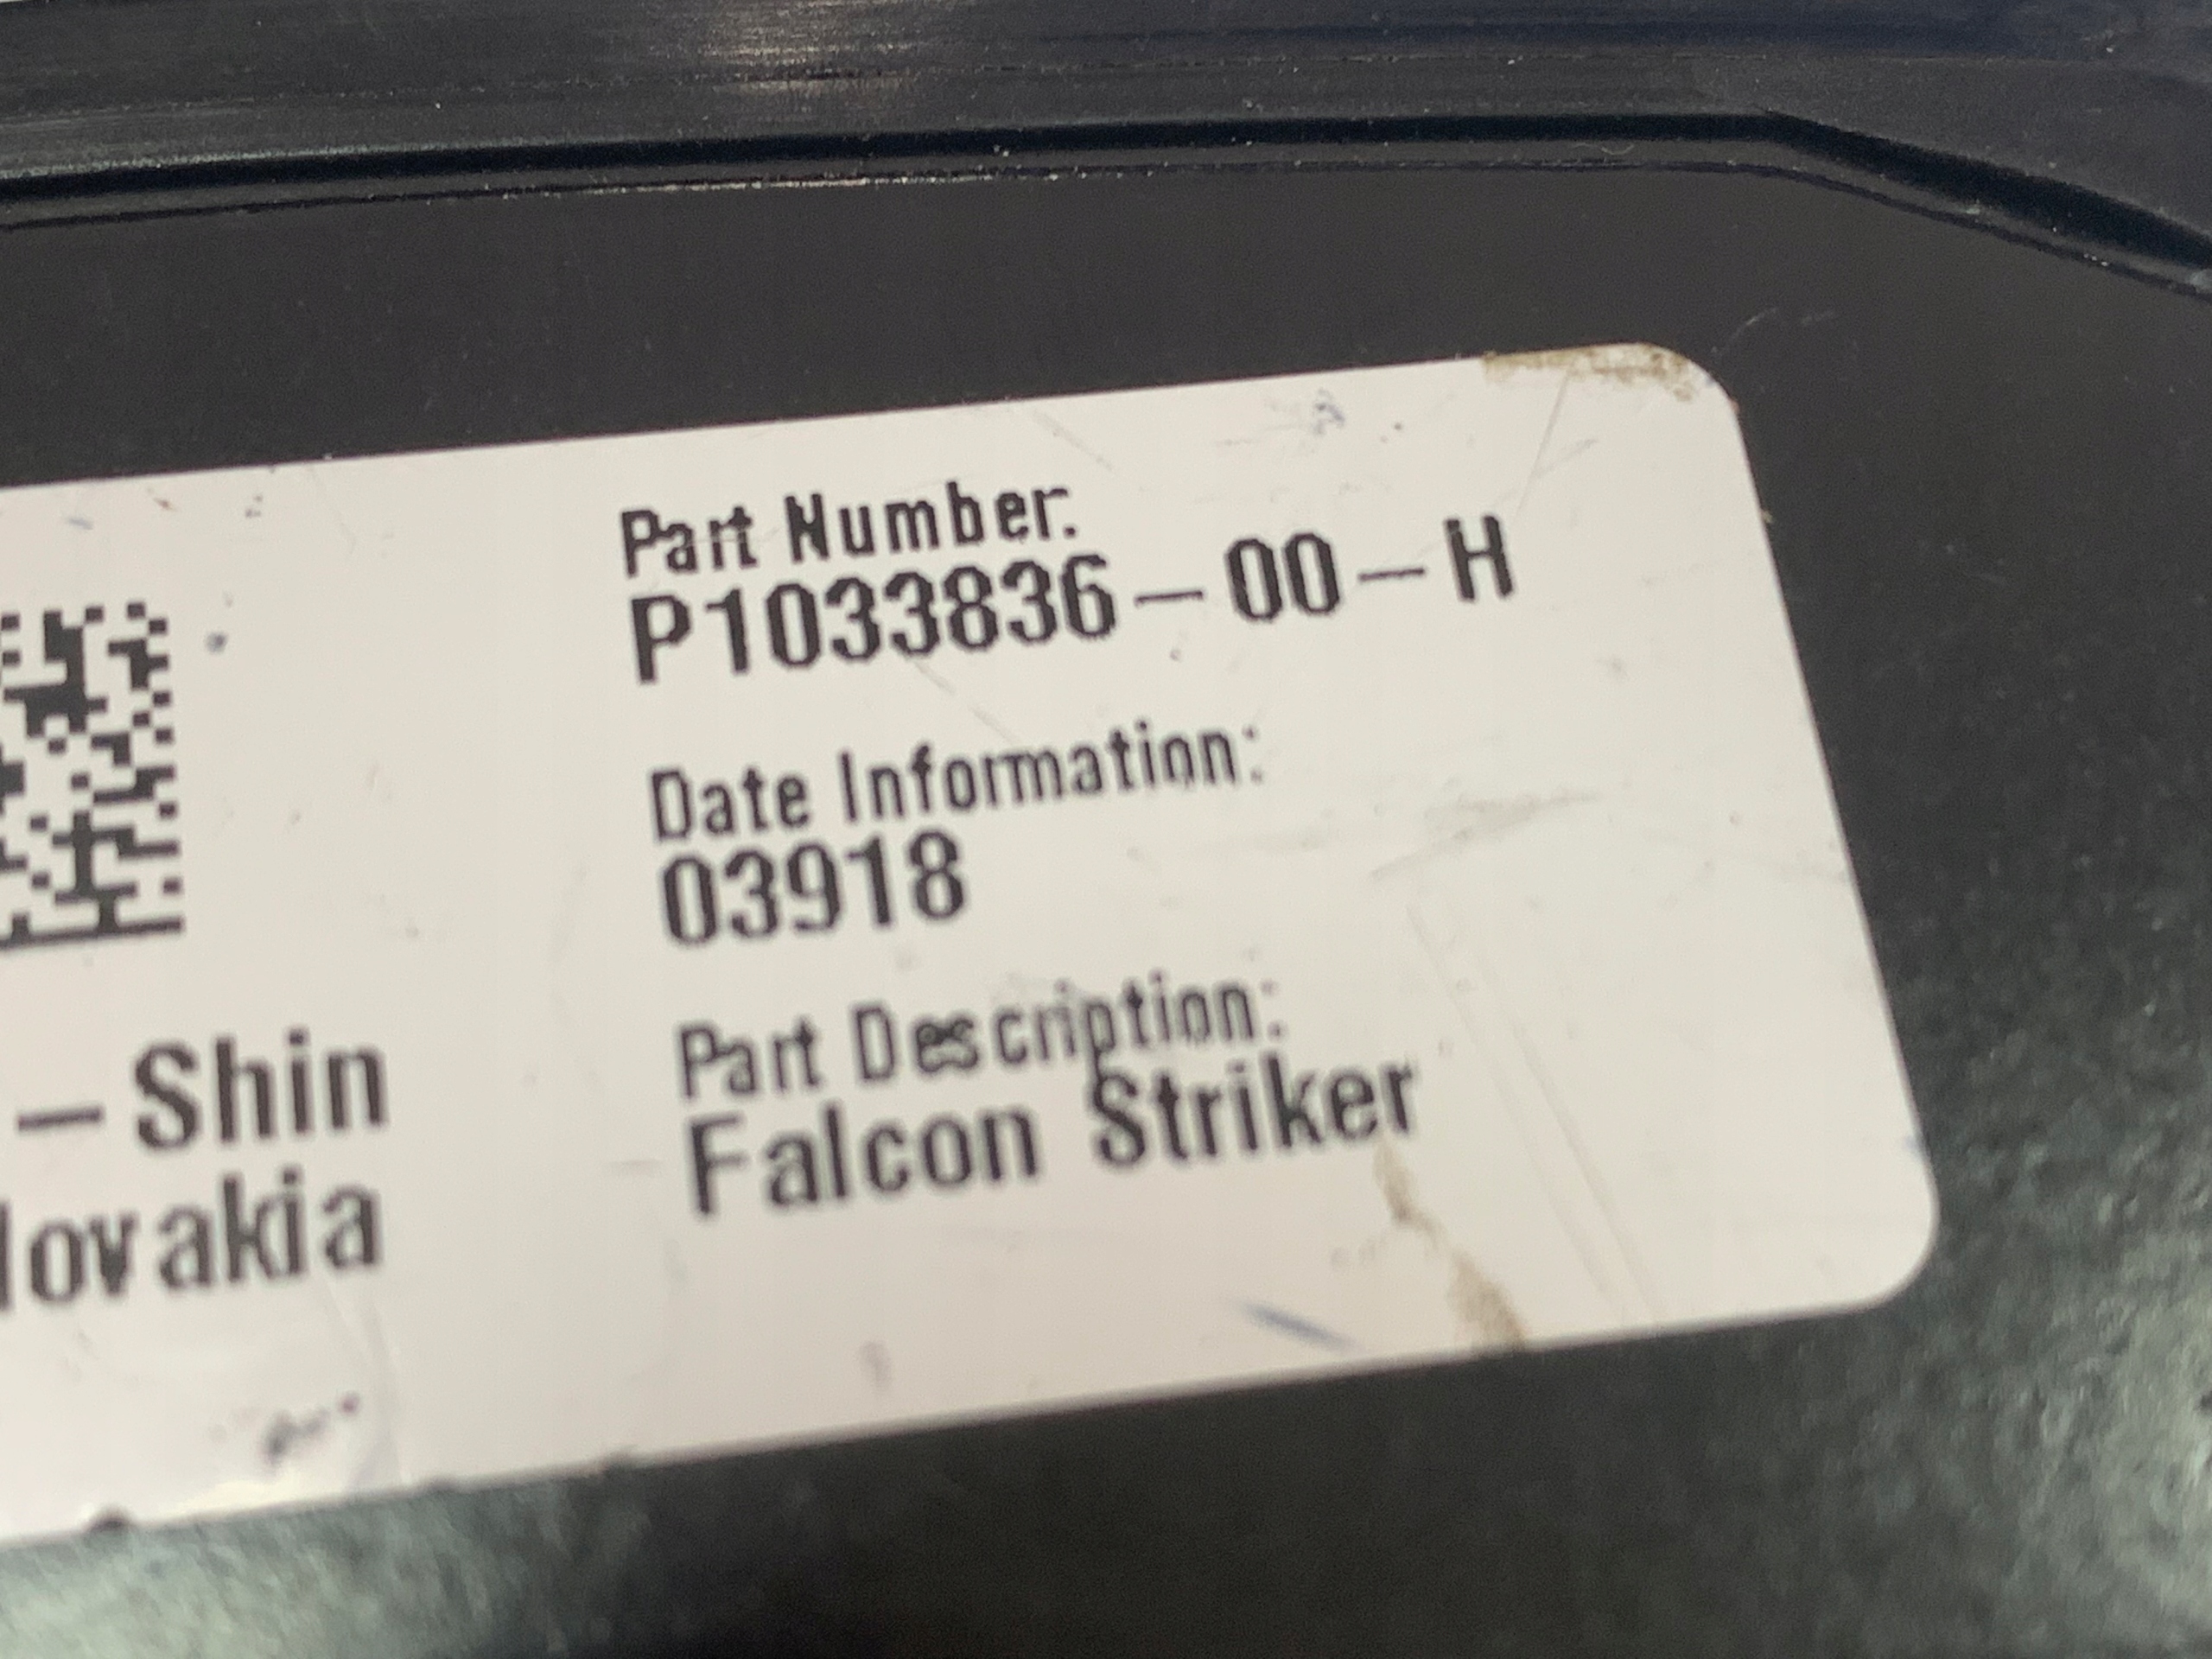 Part Number:
P1033836-00-H
Date Information:
03918
Part Description:
Falcon Striker
-Shin
lovakia